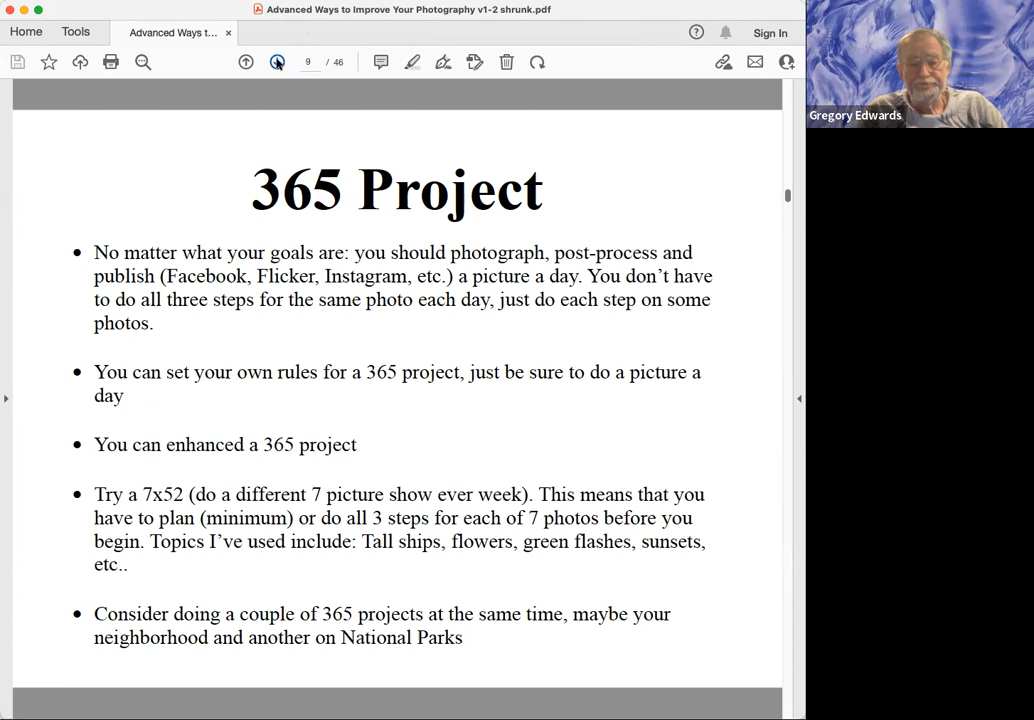 Advanced Ways to Improve Your Photography v1-2 shrunk.pdf
Home Tools Advanced Ways t... × Sign In
9 / 46
Gregory Edwards
365 Project
• No matter what your goals are: you should photograph, post-process and
publish (Facebook, Flicker, Instagram, etc.) a picture a day. You don’t have
to do all three steps for the same photo each day, just do each step on some
photos.
• You can set your own rules for a 365 project, just be sure to do a picture a
day
• You can enhanced a 365 project
• Try a 7x52 (do a different 7 picture show ever week). This means that you
have to plan (minimum) or do all 3 steps for each of 7 photos before you
begin. Topics I’ve used include: Tall ships, flowers, green flashes, sunsets,
etc..
• Consider doing a couple of 365 projects at the same time, maybe your
neighborhood and another on National Parks